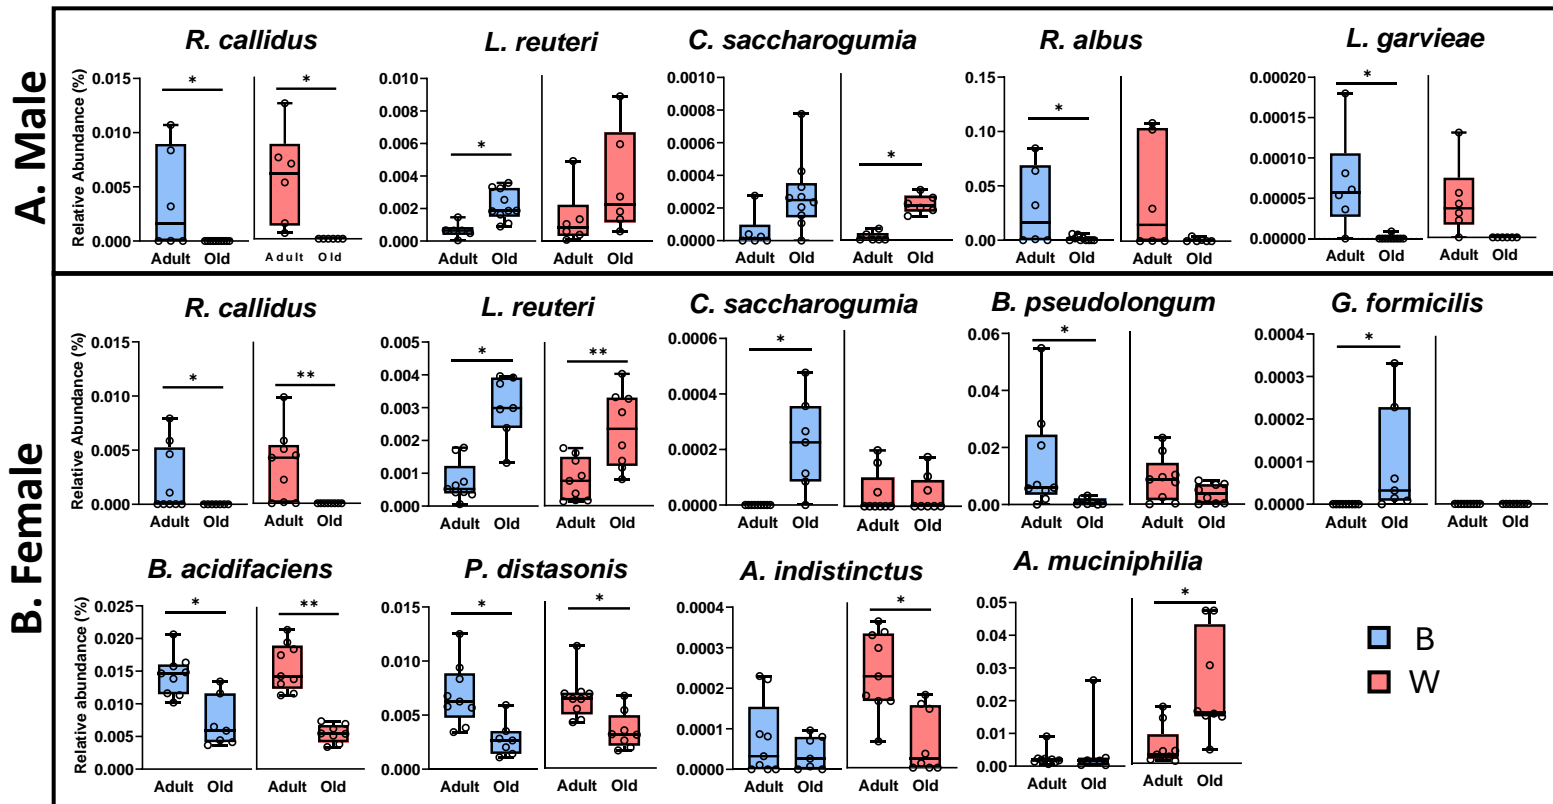 A. Male
R. callidus
L. reuteri
C. saccharogumia
R. albus
L. garvieae
Relative Abundance (%)
0.015
0.010
0.005
0.000
*
*
Adult Old
Adult Old
0.010
0.008
0.006
0.004
0.002
0.000
*
Adult Old
Adult Old
0.0010
0.0008
0.0006
0.0004
0.0002
0.0000
*
Adult Old
Adult Old
0.15
0.10
0.05
0.00
*
Adult Old
Adult Old
0.00020
0.00015
0.00010
0.00005
0.00000
*
Adult Old
Adult Old
B. Female
R. callidus
L. reuteri
C. saccharogumia
B. pseudolongum
G. formicilis
Relative Abundance (%)
0.015
0.010
0.005
0.000
*
**
Adult Old
Adult Old
0.005
0.004
0.003
0.002
0.001
0.000
*
**
Adult Old
Adult Old
0.0006
0.0004
0.0002
0.0000
*
Adult Old
Adult Old
0.06
0.04
0.02
0.00
*
Adult Old
Adult Old
0.0004
0.0003
0.0002
0.0001
0.0000
*
Adult Old
Adult Old
B. acidifaciens
P. distasonis
A. indistinctus
A. muciniphilia
Relative abundance (%)
0.025
0.020
0.015
0.010
0.005
0.000
*
**
Adult Old
Adult Old
0.015
0.010
0.005
0.000
*
*
Adult Old
Adult Old
0.0004
0.0003
0.0002
0.0001
0.0000
*
Adult Old
Adult Old
0.05
0.04
0.03
0.02
0.01
0.00
*
Adult Old
Adult Old
B
W